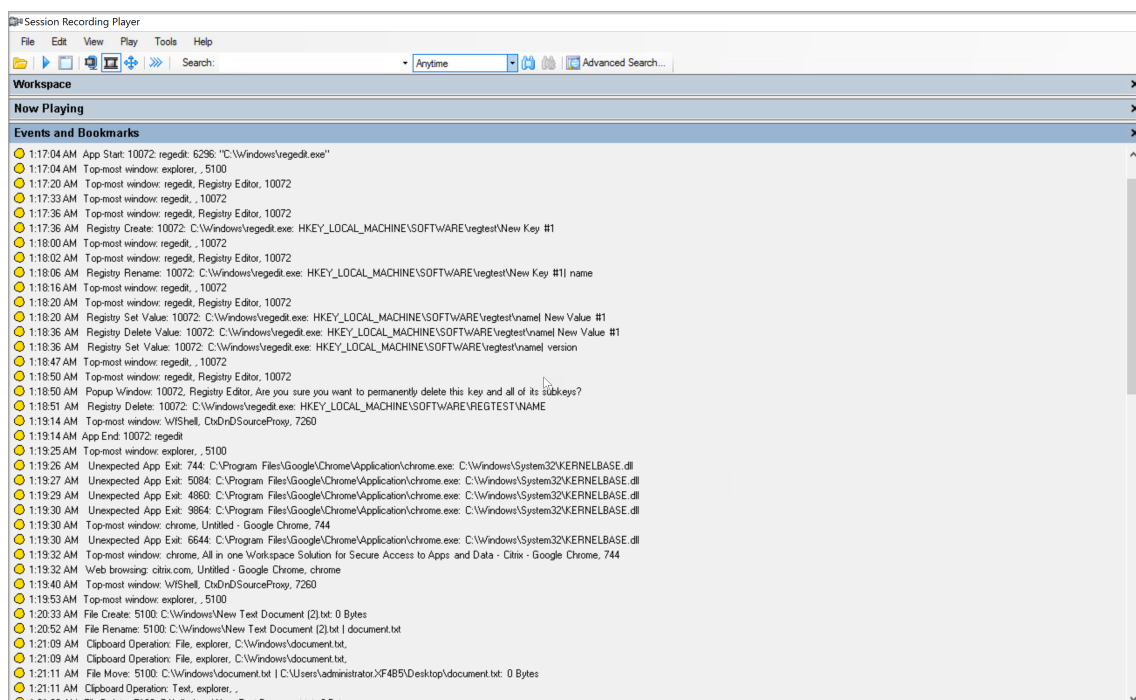 Session Recording Player
File Edit View Play Tools Help
Search: Anytime Advanced Search...
Workspace
Now Playing
Events and Bookmarks
1:17:04 AM App Start: 10072: regedit: 6296: "C:\Windows\regedit.exe"
1:17:04 AM Top-most window: explorer, , 5100
1:17:20 AM Top-most window: regedit, Registry Editor, 10072
1:17:33 AM Top-most window: regedit, , 10072
1:17:36 AM Top-most window: regedit, Registry Editor, 10072
1:17:36 AM Registry Create: 10072: C:\Windows\regedit.exe: HKEY_LOCAL_MACHINE\SOFTWARE\regtest\New Key #1
1:18:00 AM Top-most window: regedit, , 10072
1:18:02 AM Top-most window: regedit, Registry Editor, 10072
1:18:06 AM Registry Rename: 10072: C:\Windows\regedit.exe: HKEY_LOCAL_MACHINE\SOFTWARE\regtest\New Key #1| name
1:18:16 AM Top-most window: regedit, , 10072
1:18:20 AM Top-most window: regedit, Registry Editor, 10072
1:18:20 AM Registry Set Value: 10072: C:\Windows\regedit.exe: HKEY_LOCAL_MACHINE\SOFTWARE\regtest\name| New Value #1
1:18:36 AM Registry Delete Value: 10072: C:\Windows\regedit.exe: HKEY_LOCAL_MACHINE\SOFTWARE\regtest\name| New Value #1
1:18:36 AM Registry Set Value: 10072: C:\Windows\regedit.exe: HKEY_LOCAL_MACHINE\SOFTWARE\regtest\name| version
1:18:47 AM Top-most window: regedit, , 10072
1:18:50 AM Top-most window: regedit, Registry Editor, 10072
1:18:50 AM Popup Window: 10072, Registry Editor, Are you sure you want to permanently delete this key and all of its subkeys?
1:18:51 AM Registry Delete: 10072: C:\Windows\regedit.exe: HKEY_LOCAL_MACHINE\SOFTWARE\REGTEST\NAME
1:19:14 AM Top-most window: WfShell, CtxDnDSourceProxy, 7260
1:19:14 AM App End: 10072: regedit
1:19:25 AM Top-most window: explorer, , 5100
1:19:26 AM Unexpected App Exit: 744: C:\Program Files\Google\Chrome\Application\chrome.exe: C:\Windows\System32\KERNELBASE.dll
1:19:27 AM Unexpected App Exit: 5084: C:\Program Files\Google\Chrome\Application\chrome.exe: C:\Windows\System32\KERNELBASE.dll
1:19:29 AM Unexpected App Exit: 4860: C:\Program Files\Google\Chrome\Application\chrome.exe: C:\Windows\System32\KERNELBASE.dll
1:19:30 AM Unexpected App Exit: 9864: C:\Program Files\Google\Chrome\Application\chrome.exe: C:\Windows\System32\KERNELBASE.dll
1:19:30 AM Top-most window: chrome, Untitled - Google Chrome, 744
1:19:30 AM Unexpected App Exit: 6644: C:\Program Files\Google\Chrome\Application\chrome.exe: C:\Windows\System32\KERNELBASE.dll
1:19:32 AM Top-most window: chrome, All in one Workspace Solution for Secure Access to Apps and Data - Citrix - Google Chrome, 744
1:19:32 AM Web browsing: citrix.com, Untitled - Google Chrome, chrome
1:19:40 AM Top-most window: WfShell, CtxDnDSourceProxy, 7260
1:19:53 AM Top-most window: explorer, , 5100
1:20:33 AM File Create: 5100: C:\Windows\New Text Document (2).txt: 0 Bytes
1:20:52 AM File Rename: 5100: C:\Windows\New Text Document (2).txt | document.txt
1:21:09 AM Clipboard Operation: File, explorer, C:\Windows\document.txt,
1:21:09 AM Clipboard Operation: File, explorer, C:\Windows\document.txt,
1:21:11 AM File Move: 5100: C:\Windows\document.txt | C:\Users\administrator.XF4B5\Desktop\document.txt: 0 Bytes
1:21:11 AM Clipboard Operation: Text, explorer, ,